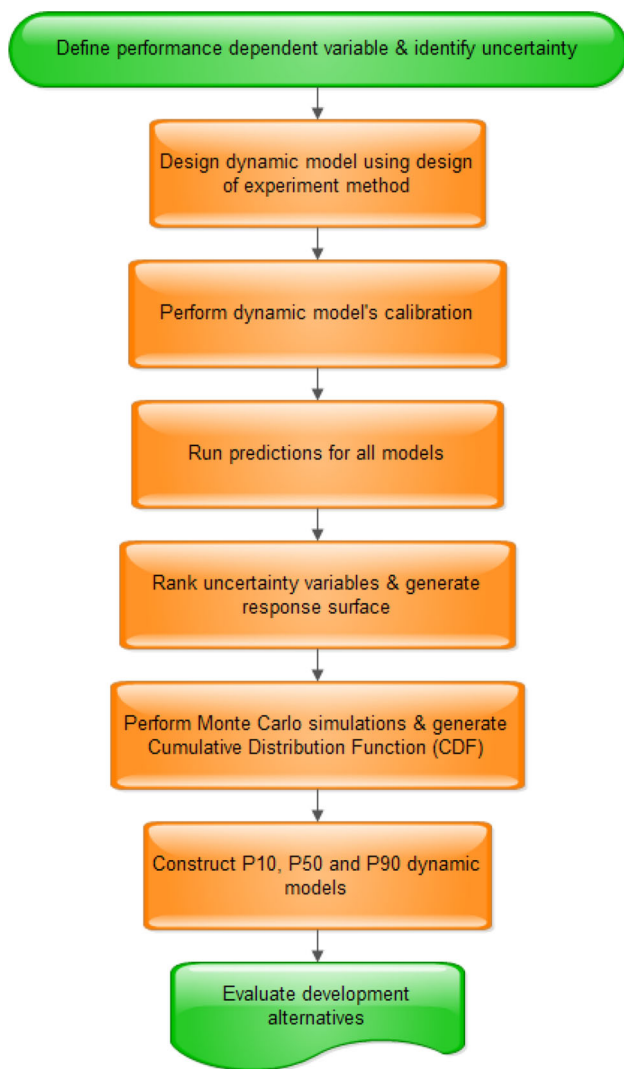 Define performance dependent variable & identify uncertainty
Design dynamic model using design
of experiment method
Perform dynamic model's calibration
Run predictions for all models
Rank uncertainty variables & generate
response surface
Perform Monte Carlo simulations & generate
Cumulative Distribution Function (CDF)
Construct P10, P50 and P90 dynamic
models
Evaluate development
alternatives